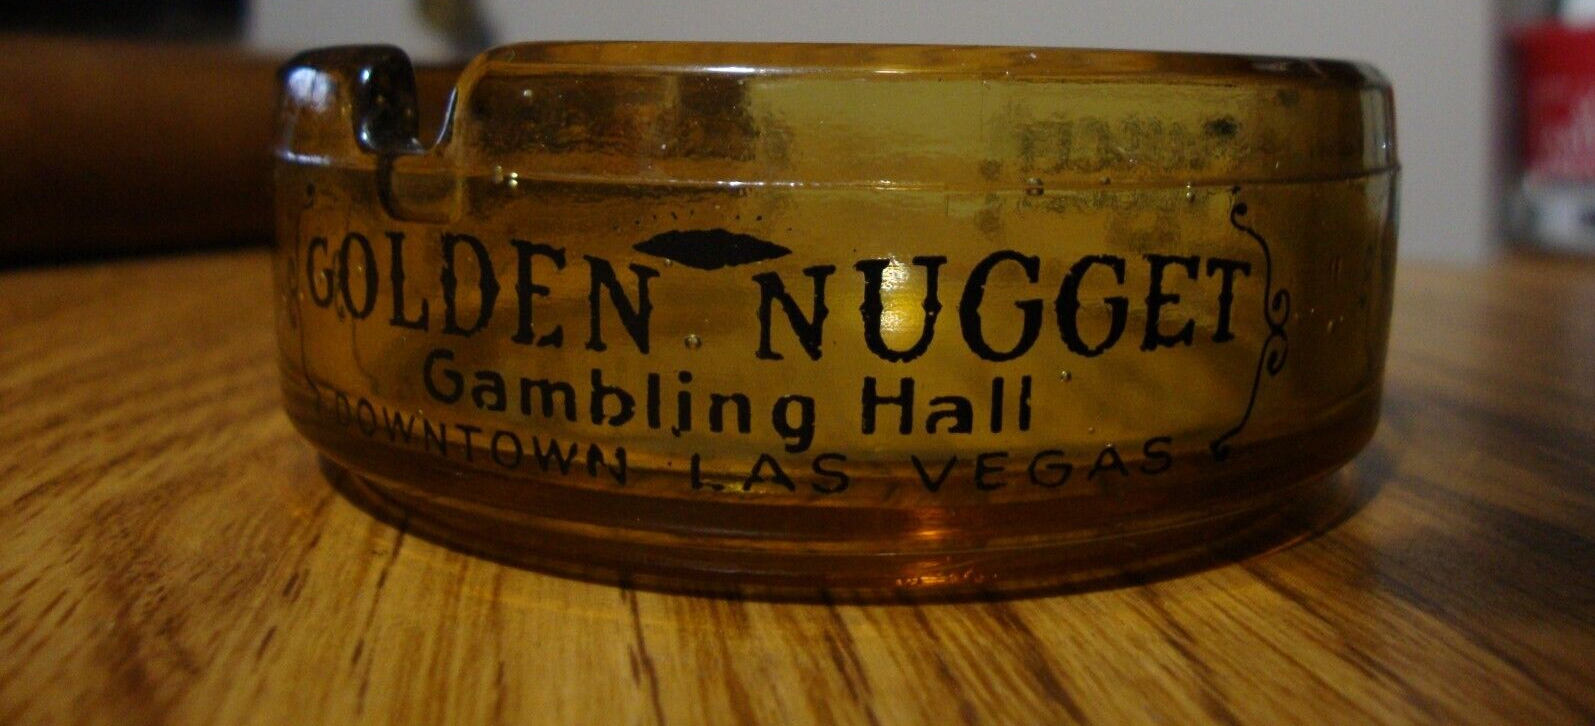 GOLDEN NUGGET
Gambling Hall
DOWNTOWN LAS VEGAS